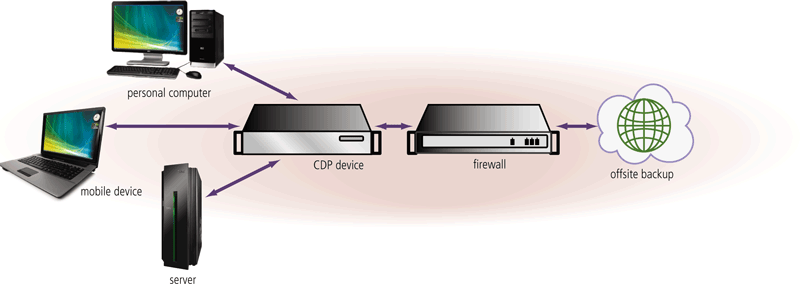 personal computer
mobile device
CDP device
firewall
offsite backup
server